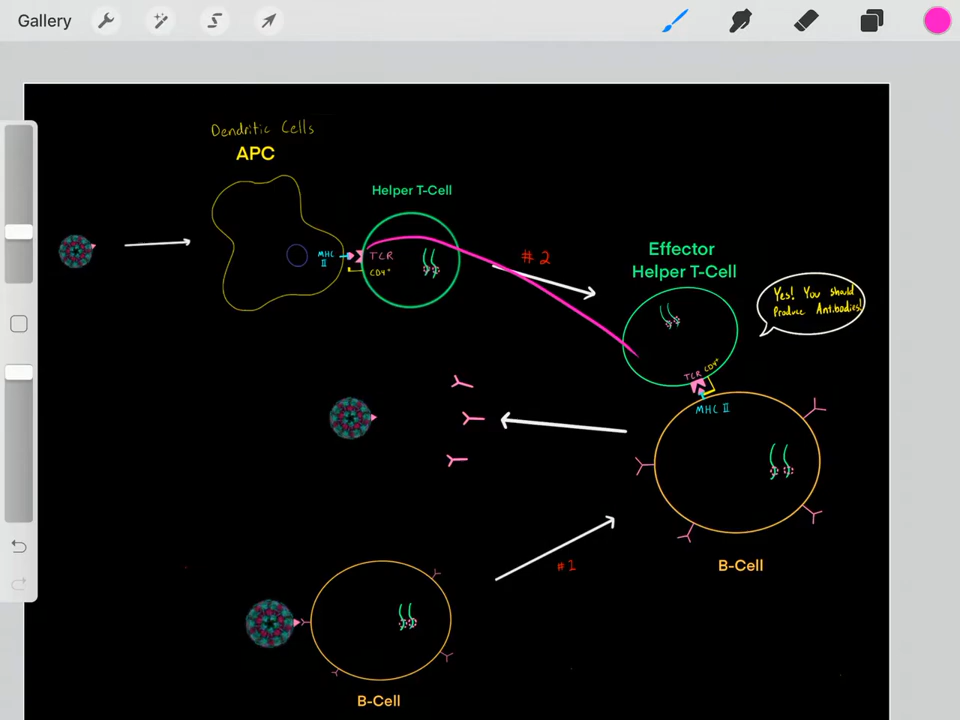 Gallery
Dendritic Cells
APC
Helper T-Cell
MHC
II
TCR
CD4+
#2
Effector
Helper T-Cell
Yes! You should
Produce Antibodies!
TCR CD4+
MHC II
B-Cell
#1
B-Cell